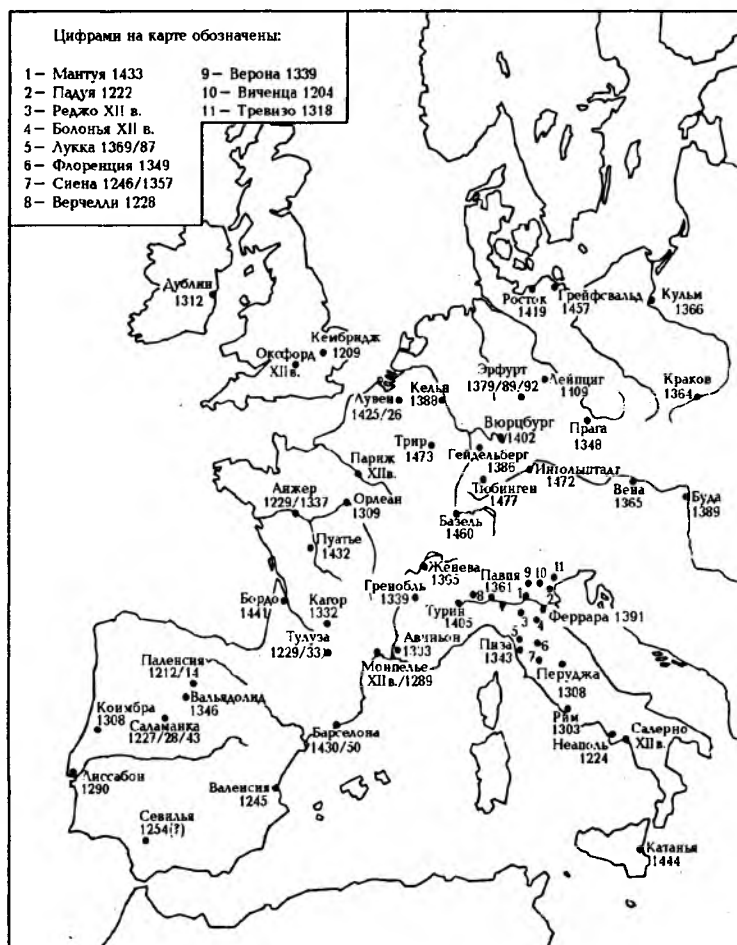 Цифрами на карте обозначены:
1 – Мантуя 1433
2 – Падуя 1222
3 – Реджо XII в.
4 – Болонья XII в.
5 – Лукка 1369/87
6 – Флоренция 1349
7 – Сиена 1246/1357
8 – Верчелли 1228
9 – Верона 1339
10 – Виченца 1204
11 – Тревизо 1318
Дублин
1312
Кембридж
1209
Оксфорд
XII в.
Росток
1419
Грейфсвальд
1457
Кульм
1366
Эрфурт
1379/89/92
Лейпциг
1109
Краков
1364
Лувен
1425/26
Кельн
1388
Вюрцбург
1402
Прага
1348
Трир
1473
Гейдельберг
1386
Париж
XII в.
Ингольштадт
1472
Тюбинген
1477
Вена
1365
Буда
1389
Анжер
1229/1337
Орлеан
1309
Базель
1460
Пуатье
1432
Женева
1365
Павия
1361
9
10
11
Гренобль
1339
8
1
2
Бордо
1441
Кагор
1332
Турин
1405
3
4
Феррара 1391
Тулуза
1229/33
Авиньон
1303
Пиза
1343
5
6
7
Монпелье
XII в./1289
Перуджа
1308
Паленсия
1212/14
Вальядолид
1346
Коимбра
1308
Саламанка
1227/28/43
Барселона
1430/50
Рим
1303
Салерно
XII в.
Неаполь
1224
Лиссабон
1290
Валенсия
1245
Севилья
1254(?)
Катанья
1444